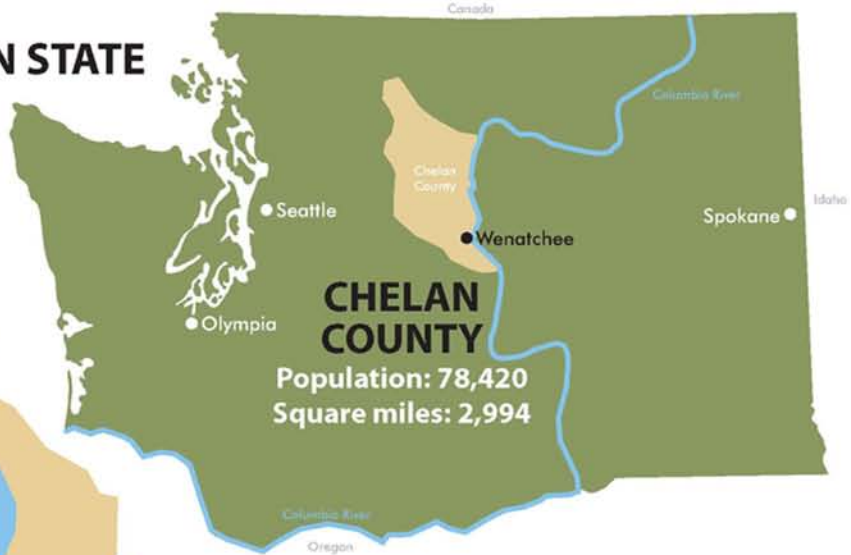 Canada
N STATE
Columbia River
Chelan
County
Idaho
Seattle
Spokane
Wenatchee
CHELAN
COUNTY
Olympia
Population: 78,420
Square miles: 2,994
Columbia River
Oregon